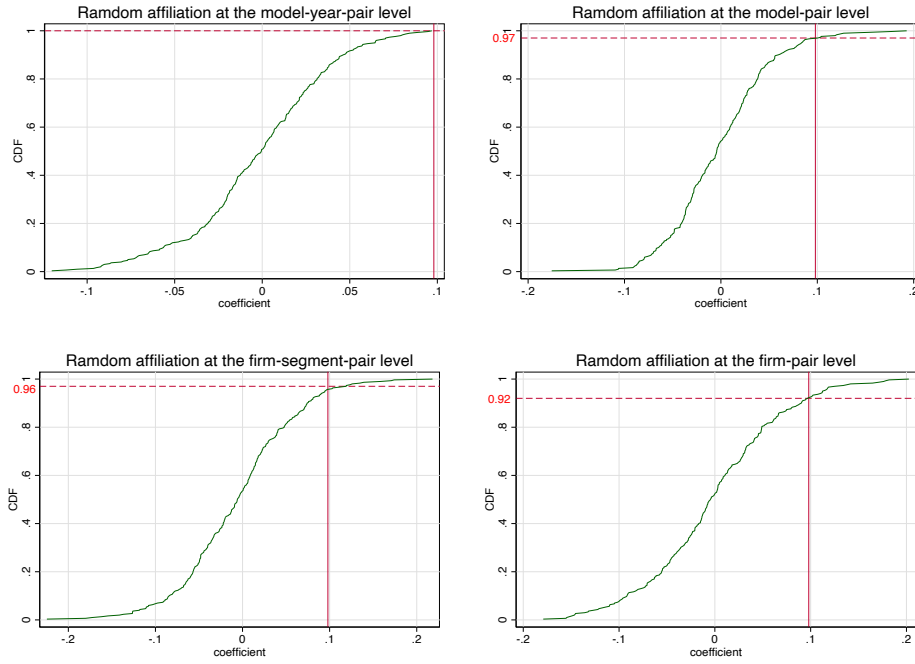 Ramdom affiliation at the model-year-pair level
CDF
0 .2 .4 .6 .8 1
-.1 -.05 0 .05 .1
coefficient
Ramdom affiliation at the model-pair level
0.97
CDF
0 .2 .4 .6 .8 1
-.2 -.1 0 .1 .2
coefficient
Ramdom affiliation at the firm-segment-pair level
0.96
CDF
0 .2 .4 .6 .8 1
-.2 -.1 0 .1 .2
coefficient
Ramdom affiliation at the firm-pair level
0.92
CDF
0 .2 .4 .6 .8 1
-.2 -.1 0 .1 .2
coefficient